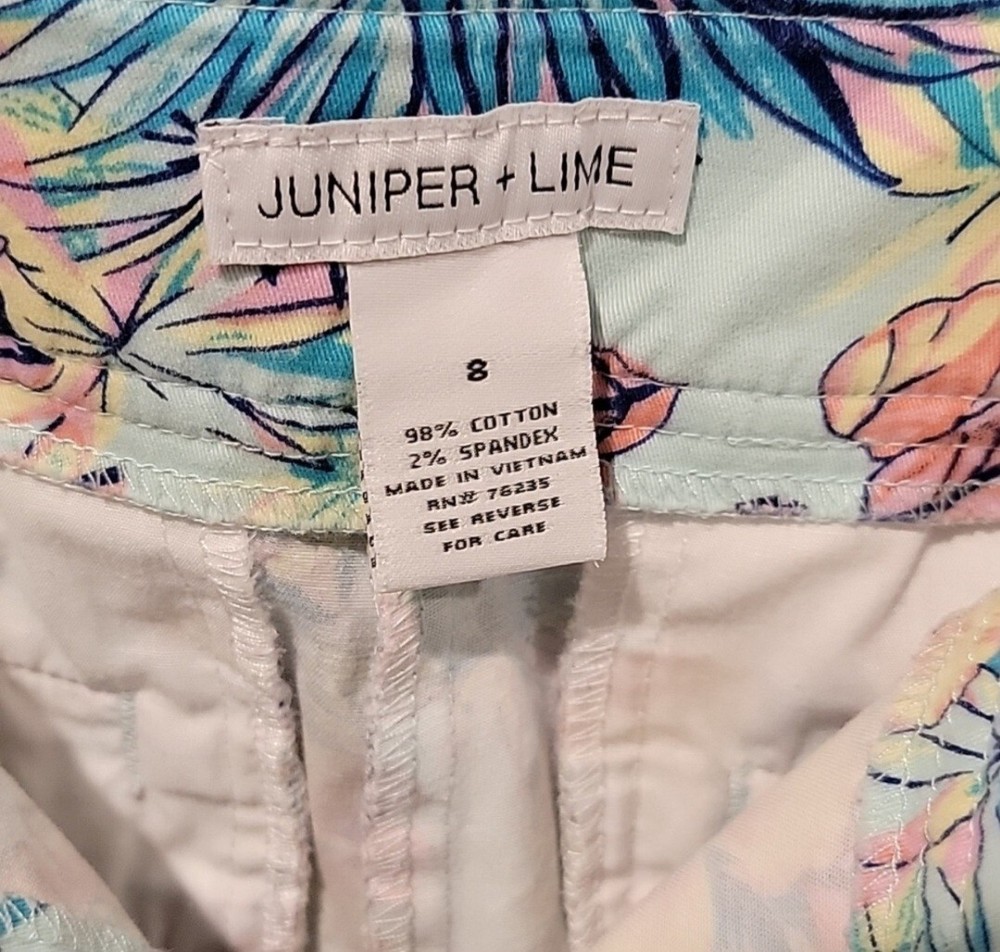 JUNIPER + LIME
8
98% COTTON
2% SPANDEX
MADE IN VIETNAM
RN# 76235
SEE REVERSE
FOR CARE